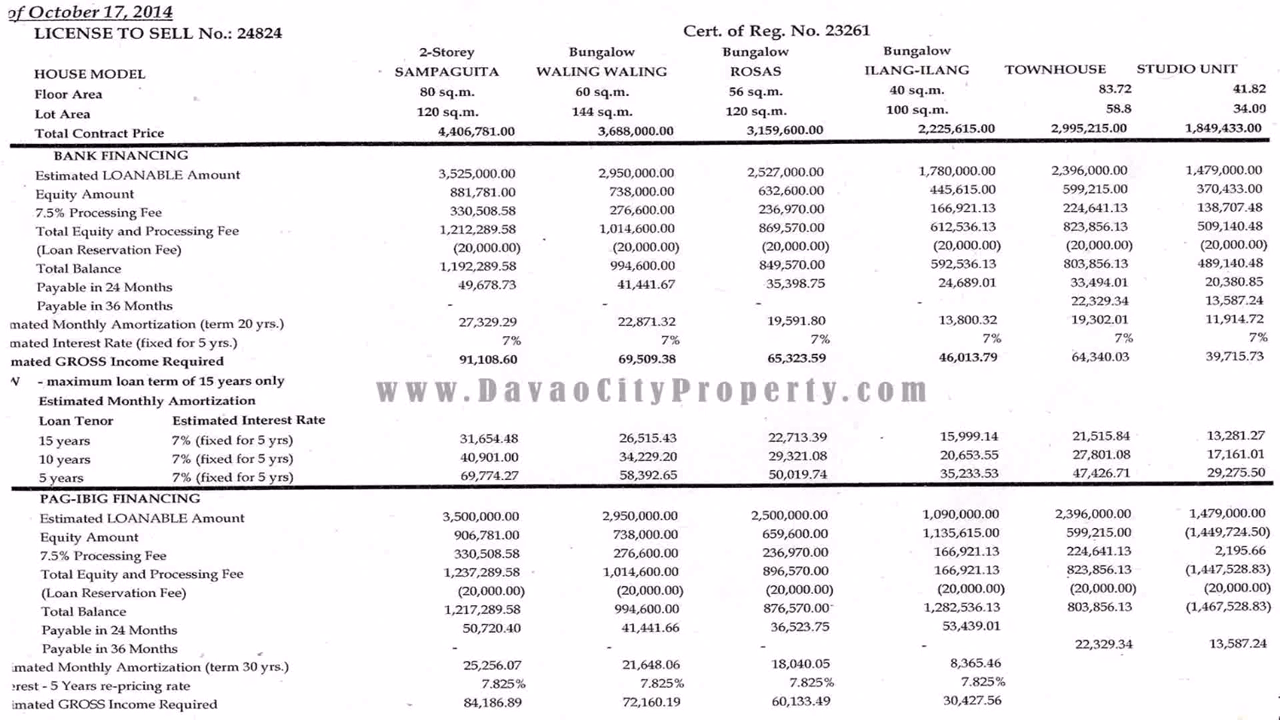 of October 17, 2014
LICENSE TO SELL No.: 24824 Cert. of Reg. No. 23261
2-Storey Bungalow Bungalow Bungalow
HOUSE MODEL SAMPAGUITA WALING WALING ROSAS ILANG-ILANG TOWNHOUSE STUDIO UNIT
Floor Area 80 sq.m. 60 sq.m. 56 sq.m. 40 sq.m. 83.72 41.82
Lot Area 120 sq.m. 144 sq.m. 120 sq.m. 100 sq.m. 58.8 34.00
Total Contract Price 4,406,781.00 3,688,000.00 3,159,600.00 2,225,615.00 2,995,215.00 1,849,433.00
BANK FINANCING
Estimated LOANABLE Amount 3,525,000.00 2,950,000.00 2,527,000.00 1,780,000.00 2,396,000.00 1,479,000.00
Equity Amount 881,781.00 738,000.00 632,600.00 445,615.00 599,215.00 370,433.00
7.5% Processing Fee 330,508.58 276,600.00 236,970.00 166,921.13 224,641.13 138,707.48
Total Equity and Processing Fee 1,212,289.58 1,014,600.00 869,570.00 612,536.13 823,856.13 509,140.48
(Loan Reservation Fee) (20,000.00) (20,000.00) (20,000.00) (20,000.00) (20,000.00) (20,000.00)
Total Balance 1,192,289.58 994,600.00 849,570.00 592,536.13 803,856.13 489,140.48
Payable in 24 Months 49,678.73 41,441.67 35,398.75 24,689.01 33,494.01 20,380.85
Payable in 36 Months - - - - 22,329.34 13,587.24
mated Monthly Amortization (term 20 yrs.) 27,329.29 22,871.32 19,591.80 13,800.32 19,302.01 11,914.72
mated Interest Rate (fixed for 5 yrs.) 7% 7% 7% 7% 7% 7%
mated GROSS Income Required 91,108.60 69,509.38 65,323.59 46,013.79 64,340.03 39,715.73
- maximum loan term of 15 years only
www.DavaoCityProperty.com
Estimated Monthly Amortization
Loan Tenor Estimated Interest Rate
15 years 7% (fixed for 5 yrs) 31,654.48 26,515.43 22,713.39 15,999.14 21,515.84 13,281.27
10 years 7% (fixed for 5 yrs) 40,901.00 34,229.20 29,321.08 20,653.55 27,801.08 17,161.01
5 years 7% (fixed for 5 yrs) 69,774.27 58,392.65 50,019.74 35,233.53 47,426.71 29,275.50
PAG-IBIG FINANCING
Estimated LOANABLE Amount 3,500,000.00 2,950,000.00 2,500,000.00 1,090,000.00 2,396,000.00 1,479,000.00
Equity Amount 906,781.00 738,000.00 659,600.00 1,135,615.00 599,215.00 (1,449,724.50)
7.5% Processing Fee 330,508.58 276,600.00 236,970.00 166,921.13 224,641.13 2,195.66
Total Equity and Processing Fee 1,237,289.58 1,014,600.00 896,570.00 166,921.13 823,856.13 (1,447,528.83)
(Loan Reservation Fee) (20,000.00) (20,000.00) (20,000.00) (20,000.00) (20,000.00) (20,000.00)
Total Balance 1,217,289.58 994,600.00 876,570.00 1,282,536.13 803,856.13 (1,467,528.83)
Payable in 24 Months 50,720.40 41,441.66 36,523.75 53,439.01
Payable in 36 Months - - - - 22,329.34 13,587.24
mated Monthly Amortization (term 30 yrs.) 25,256.07 21,648.06 18,040.05 8,365.46
erest - 5 Years re-pricing rate 7.825% 7.825% 7.825% 7.825%
imated GROSS Income Required 84,186.89 72,160.19 60,133.49 30,427.56